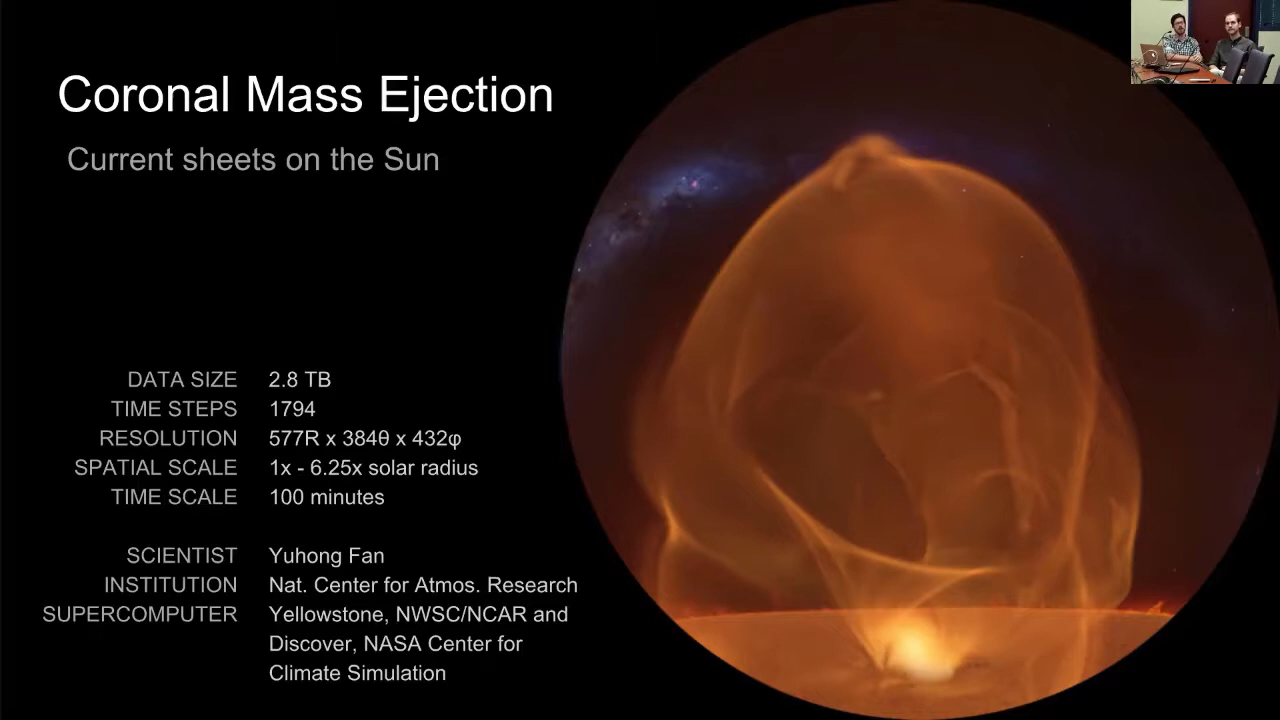 Coronal Mass Ejection
Current sheets on the Sun
DATA SIZE 2.8 TB
TIME STEPS 1794
RESOLUTION 577R x 384θ x 432φ
SPATIAL SCALE 1x - 6.25x solar radius
TIME SCALE 100 minutes
SCIENTIST Yuhong Fan
INSTITUTION Nat. Center for Atmos. Research
SUPERCOMPUTER Yellowstone, NWSC/NCAR and
Discover, NASA Center for
Climate Simulation